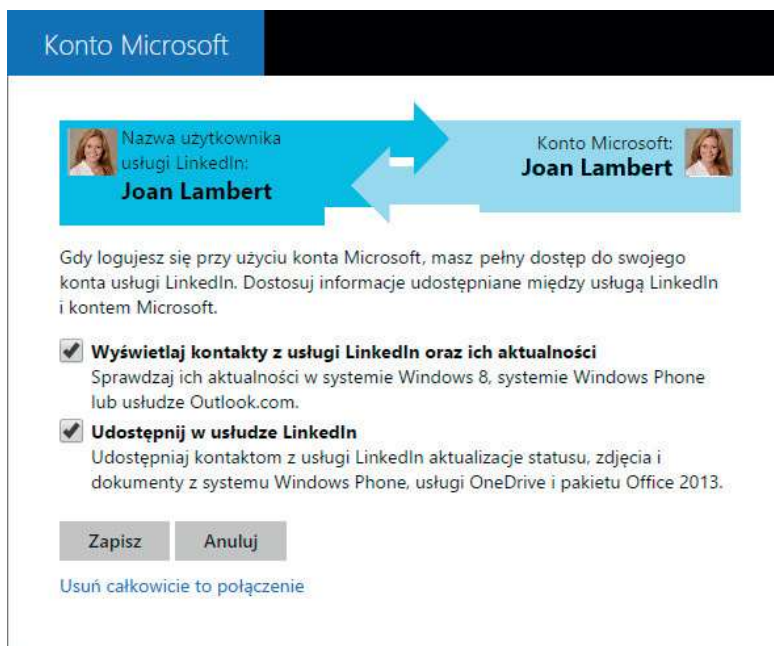 Konto Microsoft
Nazwa użytkownika
usługi LinkedIn:
Joan Lambert
Konto Microsoft:
Joan Lambert
Gdy logujesz się przy użyciu konta Microsoft, masz pełny dostęp do swojego
konta usługi LinkedIn. Dostosuj informacje udostępniane między usługą LinkedIn
i kontem Microsoft.
Wyświetlaj kontakty z usługi LinkedIn oraz ich aktualności
Sprawdzaj ich aktualności w systemie Windows 8, systemie Windows Phone
lub usłudze Outlook.com.
Udostępnij w usłudze LinkedIn
Udostępniaj kontaktom z usługi LinkedIn aktualizacje statusu, zdjęcia i
dokumenty z systemu Windows Phone, usługi OneDrive i pakietu Office 2013.
Zapisz Anuluj
Usuń całkowicie to połączenie